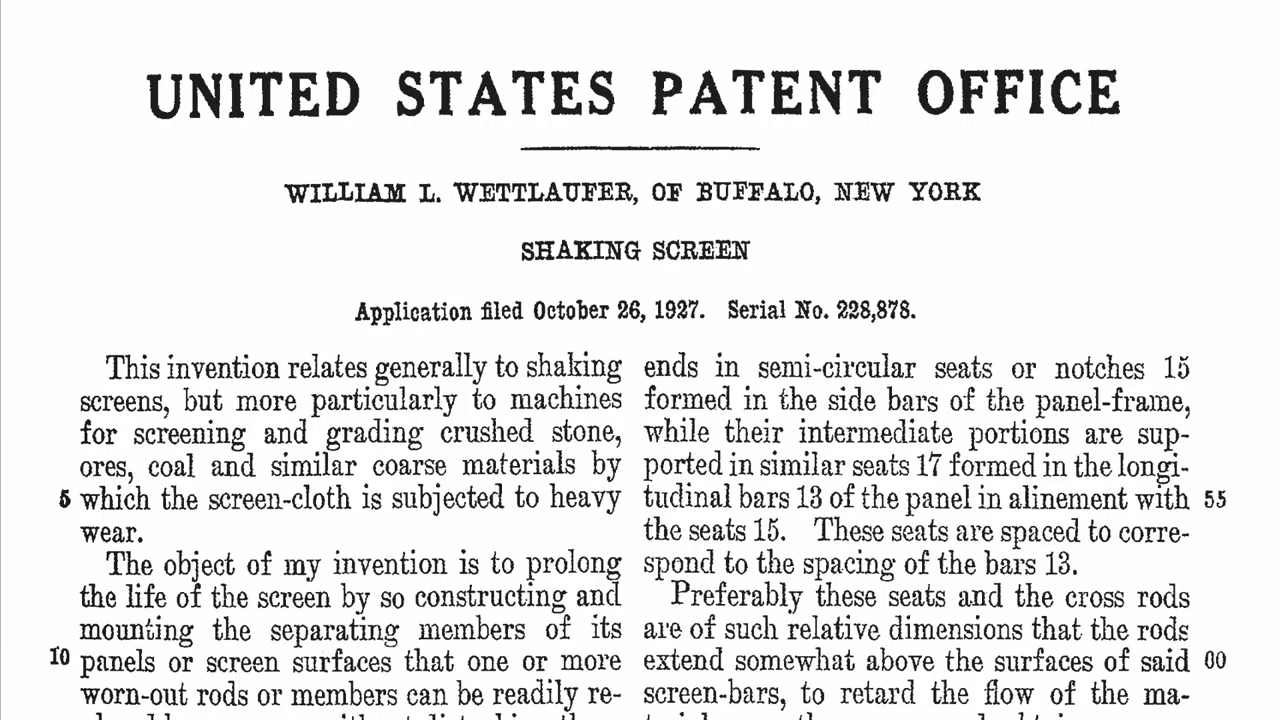 UNITED STATES PATENT OFFICE
WILLIAM L. WETTLAUFER, OF BUFFALO, NEW YORK
SHAKING SCREEN
Application filed October 26, 1927. Serial No. 228,878.
This invention relates generally to shaking
screens, but more particularly to machines
for screening and grading crushed stone,
ores, coal and similar coarse materials by
5 which the screen-cloth is subjected to heavy
wear.
The object of my invention is to prolong
the life of the screen by so constructing and
mounting the separating members of its
10 panels or screen surfaces that one or more
worn-out rods or members can be readily re-
ends in semi-circular seats or notches 15
formed in the side bars of the panel-frame,
while their intermediate portions are sup-
ported in similar seats 17 formed in the longi-
tudinal bars 13 of the panel in alinement with 55
the seats 15. These seats are spaced to corre-
spond to the spacing of the bars 13.
Preferably these seats and the cross rods
are of such relative dimensions that the rods
extend somewhat above the surfaces of said 00
screen-bars, to retard the flow of the ma-